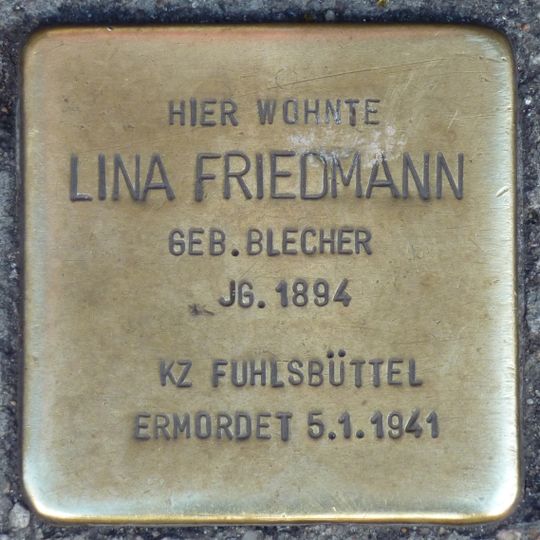 HIER WOHNTE
LINA FRIEDMANN
GEB. BLECHER
JG. 1894
KZ FUHLSBÜTTEL
ERMORDET 5.1.1941